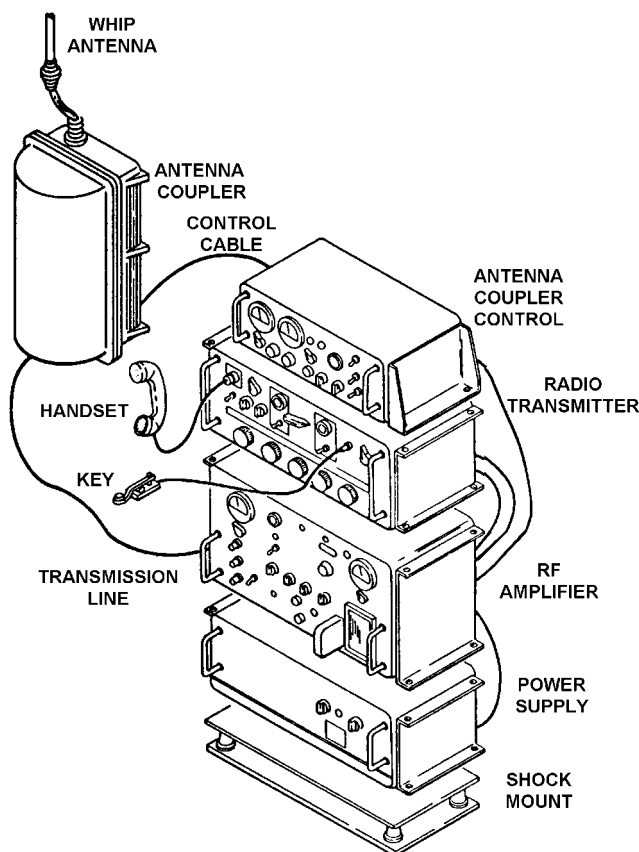 WHIP
ANTENNA
ANTENNA
COUPLER
CONTROL
CABLE
ANTENNA
COUPLER
CONTROL
RADIO
TRANSMITTER
HANDSET
KEY
TRANSMISSION
LINE
RF
AMPLIFIER
POWER
SUPPLY
SHOCK
MOUNT